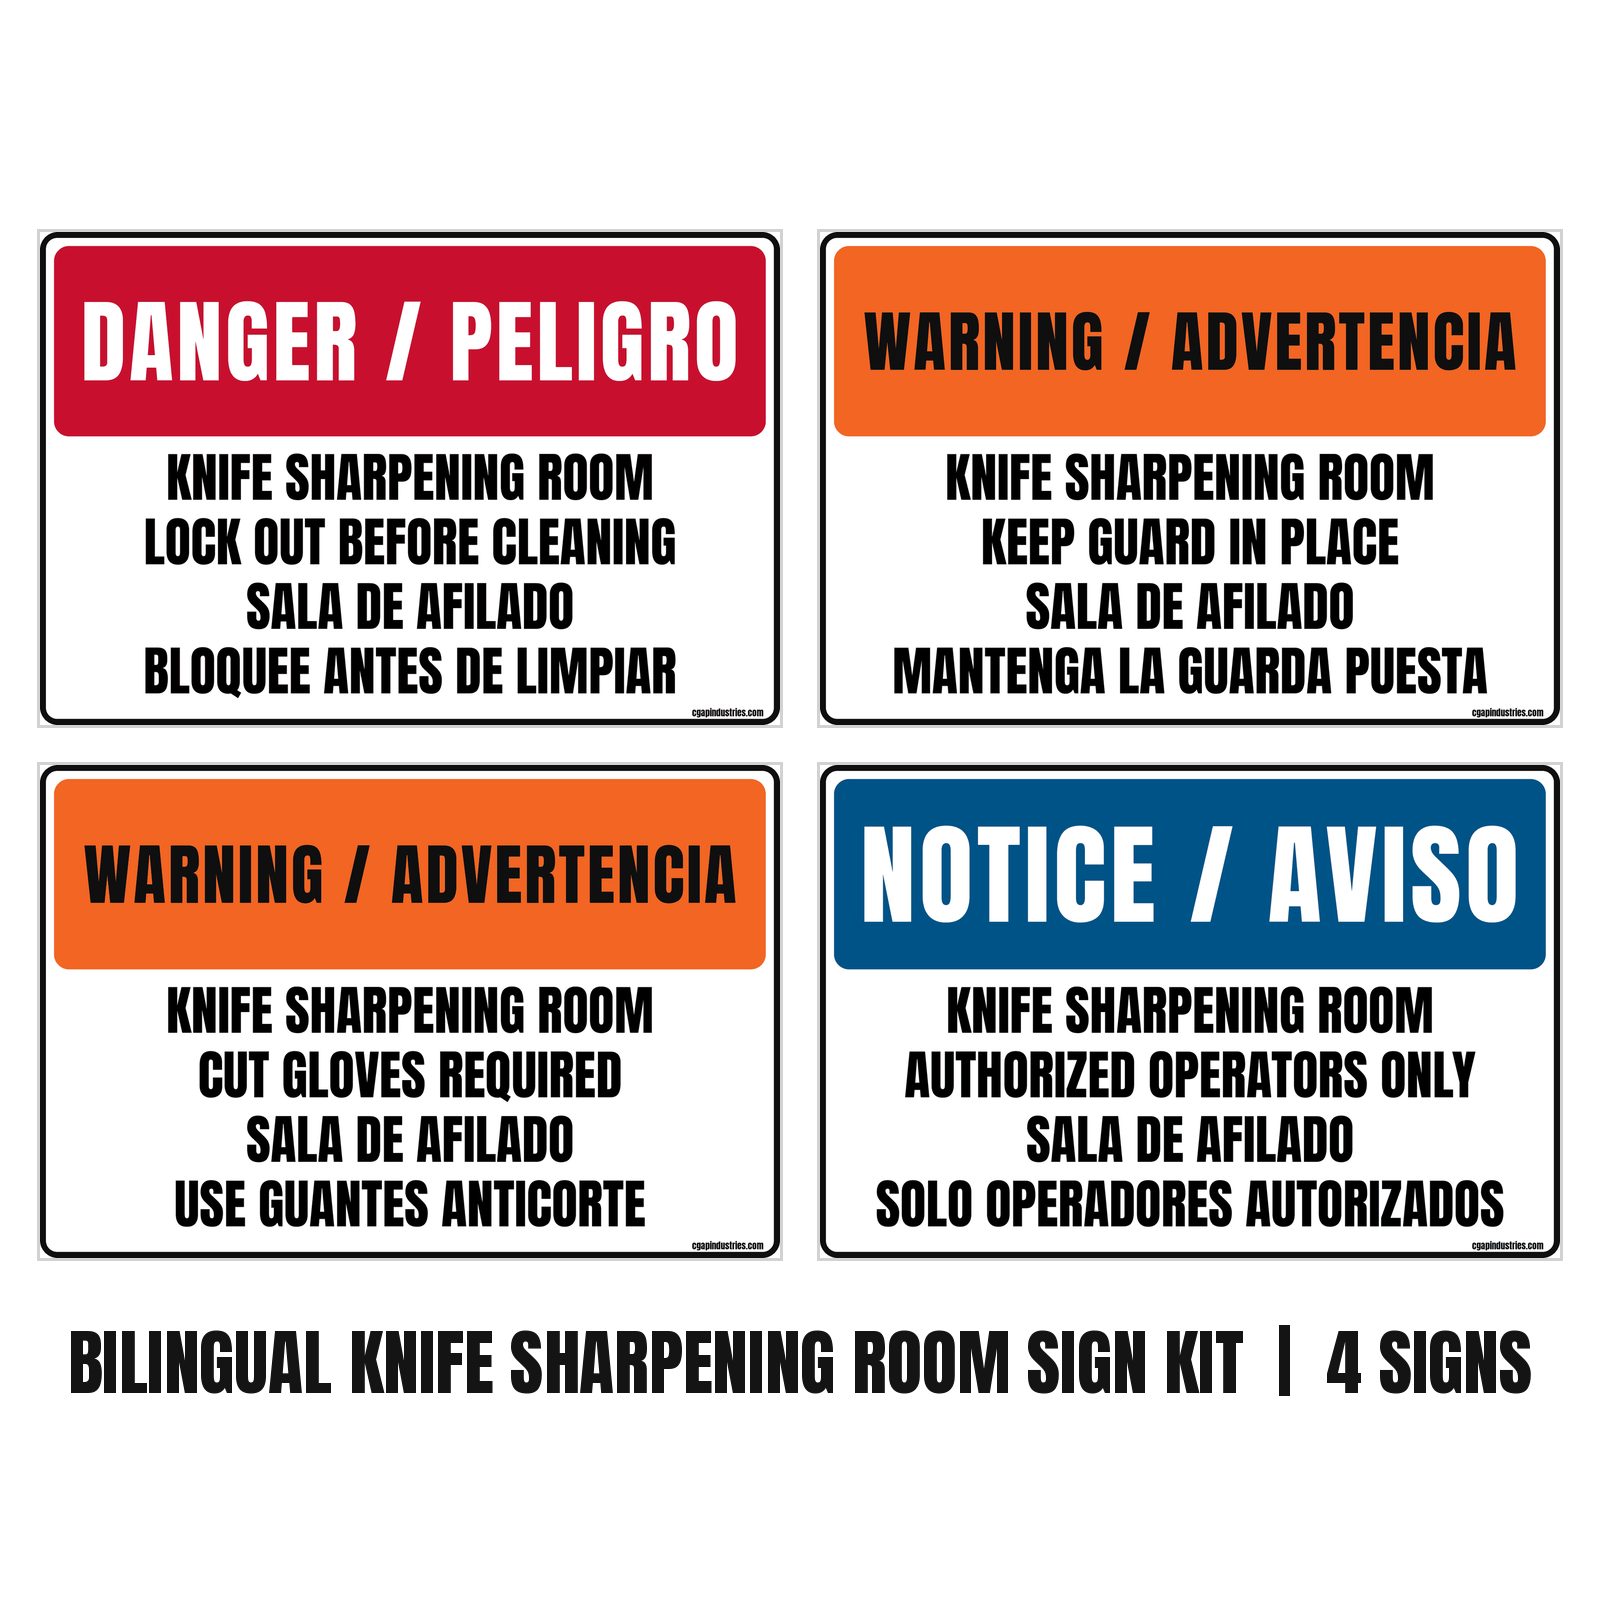 DANGER / PELIGRO
KNIFE SHARPENING ROOM
LOCK OUT BEFORE CLEANING
SALA DE AFILADO
BLOQUEE ANTES DE LIMPIAR
cgapindustries.com
WARNING / ADVERTENCIA
KNIFE SHARPENING ROOM
KEEP GUARD IN PLACE
SALA DE AFILADO
MANTENGA LA GUARDA PUESTA
cgapindustries.com
WARNING / ADVERTENCIA
KNIFE SHARPENING ROOM
CUT GLOVES REQUIRED
SALA DE AFILADO
USE GUANTES ANTICORTE
cgapindustries.com
NOTICE / AVISO
KNIFE SHARPENING ROOM
AUTHORIZED OPERATORS ONLY
SALA DE AFILADO
SOLO OPERADORES AUTORIZADOS
cgapindustries.com
BILINGUAL KNIFE SHARPENING ROOM SIGN KIT | 4 SIGNS